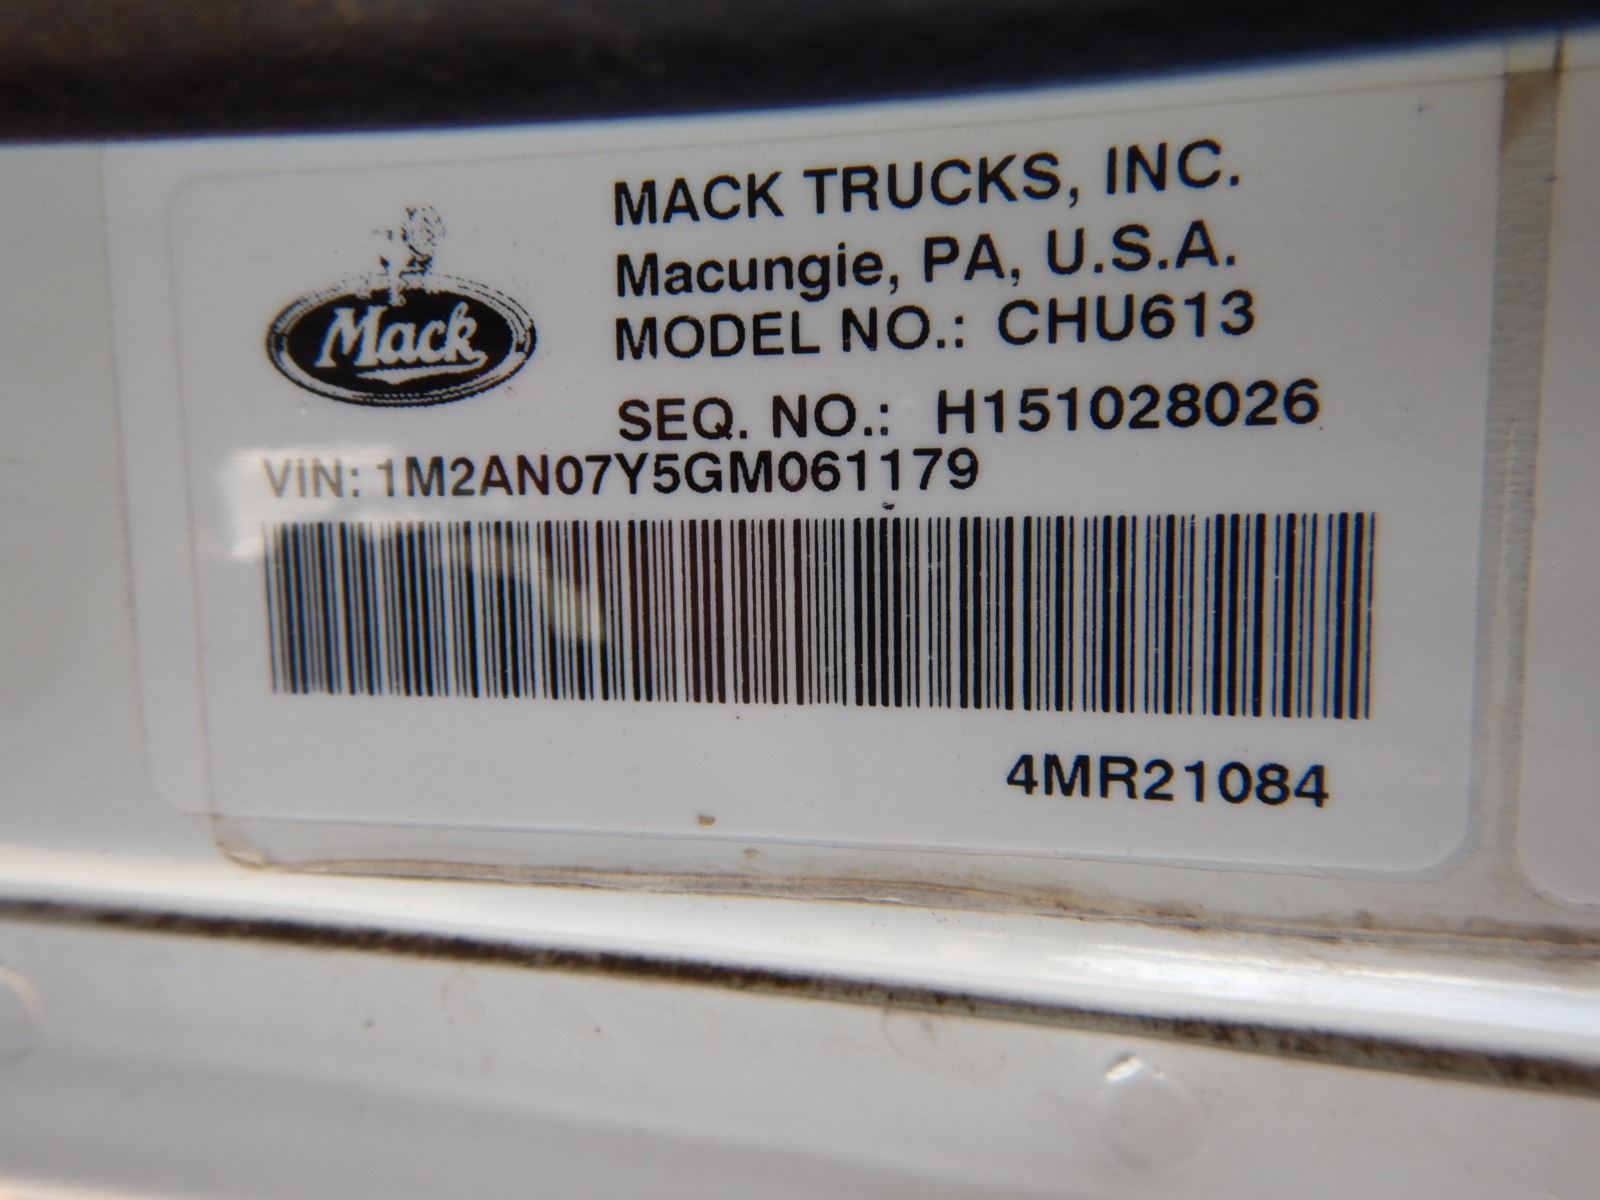 MACK TRUCKS, INC.
Macungie, PA, U.S.A.
Mack
MODEL NO.: CHU613
SEQ. NO.: H151028026
VIN: 1M2AN07Y5GM061179
4MR21084